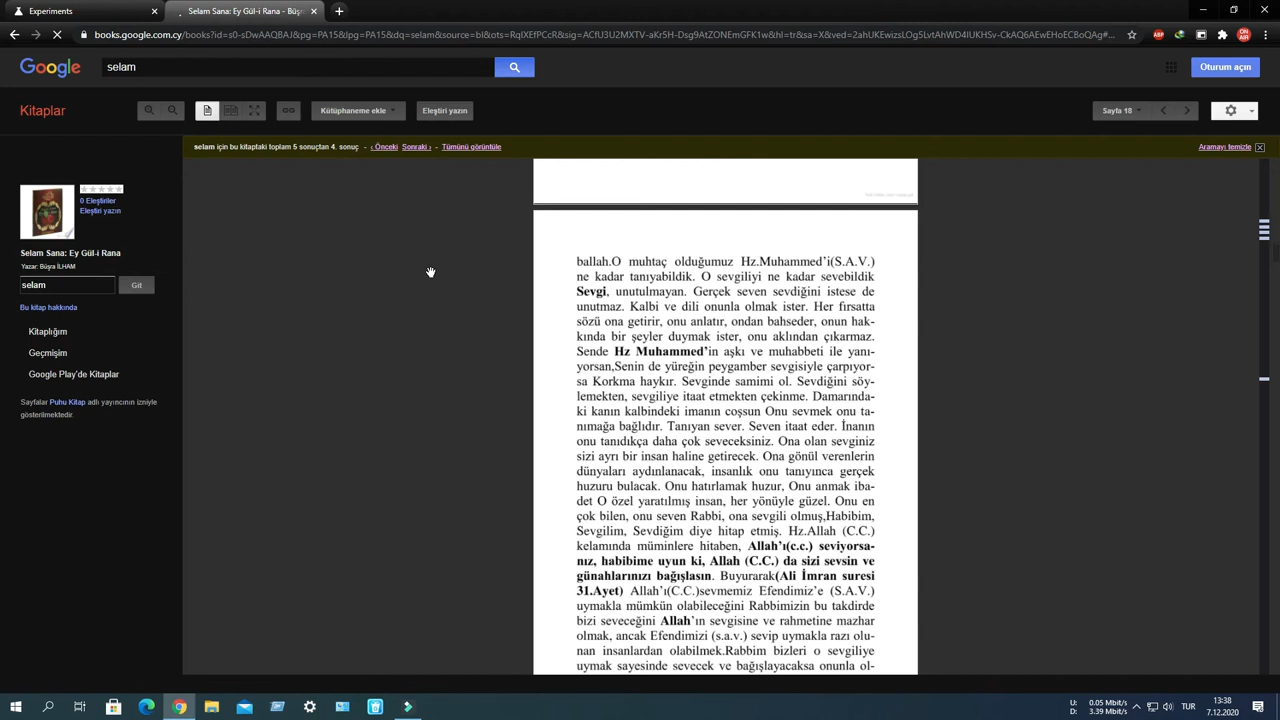 Experiments
Selam Sana: Ey Gül-i Rana - Büşr
books.google.com.cy/books?id=s0-sDwAAQBAJ&pg=PA15&lpg=PA15&dq=selam&source=bl&ots=RqIXEfPCcR&sig=ACfU3U2MXTV-aKr5H-Dsg9AtZONEmGFK1w&hl=tr&sa=X&ved=2ahUKEwizsLOg5LvtAhWD4IUKHSv-CkAQ6AEwEHoECBoQAg#=
ABP
ON AIR
Google
selam
Oturum açın
Kitaplar
Kütüphaneme ekle
Eleştiri yazın
Sayfa 18
selam için bu kitaptaki toplam 5 sonuçtan 4. sonuç - ‹ Önceki Sonraki › - Tümünü görüntüle
Aramayı temizle
0 Eleştiriler
Eleştiri yazın
Selam Sana: Ey Gül-i Rana
Yazar: Büşra İLHAM
selam
Git
Bu kitap hakkında
Kitaplığım
Geçmişim
Google Play'de Kitaplar
Sayfalar Puhu Kitap adlı yayıncının izniyle
gösterilmektedir.
ballah.O muhtaç olduğumuz Hz.Muhammed'i(S.A.V.)
ne kadar tanıyabildik. O sevgiliyi ne kadar sevebildik
Sevgi, unutulmayan. Gerçek seven sevdiğini istese de
unutmaz. Kalbi ve dili onunla olmak ister. Her fırsatta
sözü ona getirir, onu anlatır, ondan bahseder, onun hak-
kında bir şeyler duymak ister, onu aklından çıkarmaz.
Sende Hz Muhammed'in aşkı ve muhabbeti ile yanı-
yorsan,Senin de yüreğin peygamber sevgisiyle çarpıyor-
sa Korkma haykır. Sevginde samimi ol. Sevdiğini söy-
lemekten, sevgiliye itaat etmekten çekinme. Damarında-
ki kanın kalbindeki imanın coşsun Onu sevmek onu ta-
nımağa bağlıdır. Tanıyan sever. Seven itaat eder. İnanın
onu tanıdıkça daha çok seveceksiniz. Ona olan sevginiz
sizi ayrı bir insan haline getirecek. Ona gönül verenlerin
dünyaları aydınlanacak, insanlık onu tanıyınca gerçek
huzuru bulacak. Onu hatırlamak huzur, Onu anmak iba-
det O özel yaratılmış insan, her yönüyle güzel. Onu en
çok bilen, onu seven Rabbi, ona sevgili olmuş,Habibim,
Sevgilim, Sevdiğim diye hitap etmiş. Hz.Allah (C.C.)
kelamında müminlere hitaben, Allah'ı(c.c.) seviyorsa-
nız, habibime uyun ki, Allah (C.C.) da sizi sevsin ve
günahlarınızı bağışlasın. Buyurarak(Ali İmran suresi
31.Ayet) Allah'ı(C.C.)sevmemiz Efendimiz'e (S.A.V.)
uymakla mümkün olabileceğini Rabbimizin bu takdirde
bizi seveceğini Allah'ın sevgisine ve rahmetine mazhar
olmak, ancak Efendimizi (s.a.v.) sevip uymakla razı olu-
nan insanlardan olabilmek.Rabbim bizleri o sevgiliye
uymak sayesinde sevecek ve bağışlayacaksa onunla ol-
U: 0.05 MB/s
D: 3.39 MB/s
TUR
13:38
7.12.2020